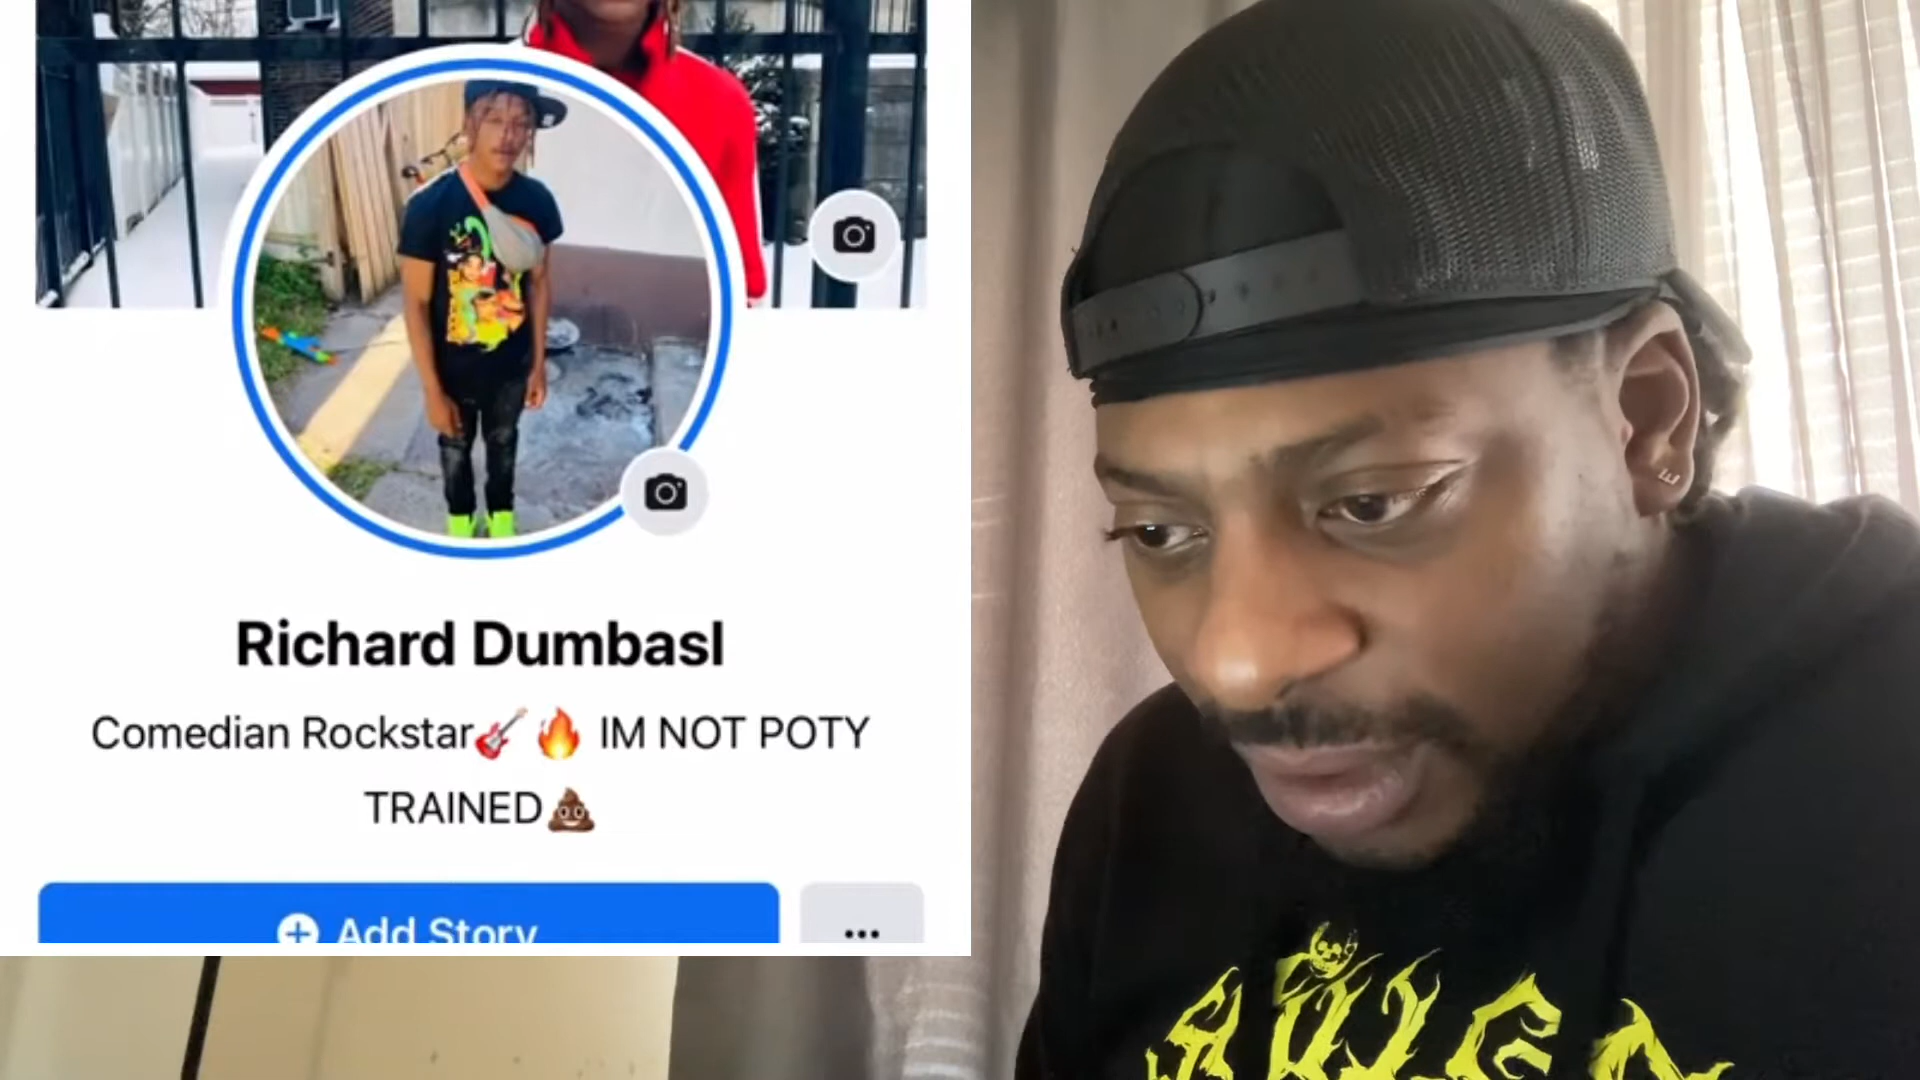 Richard Dumbasl
Comedian Rockstar🎸🔥 IM NOT POTY
TRAINED💩
Add Story